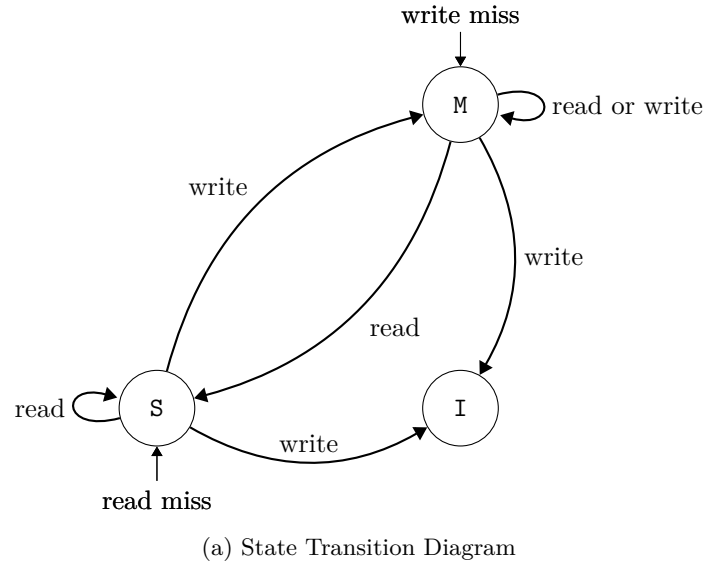 write miss
M
read or write
write
write
read
read
S
I
write
read miss
(a) State Transition Diagram